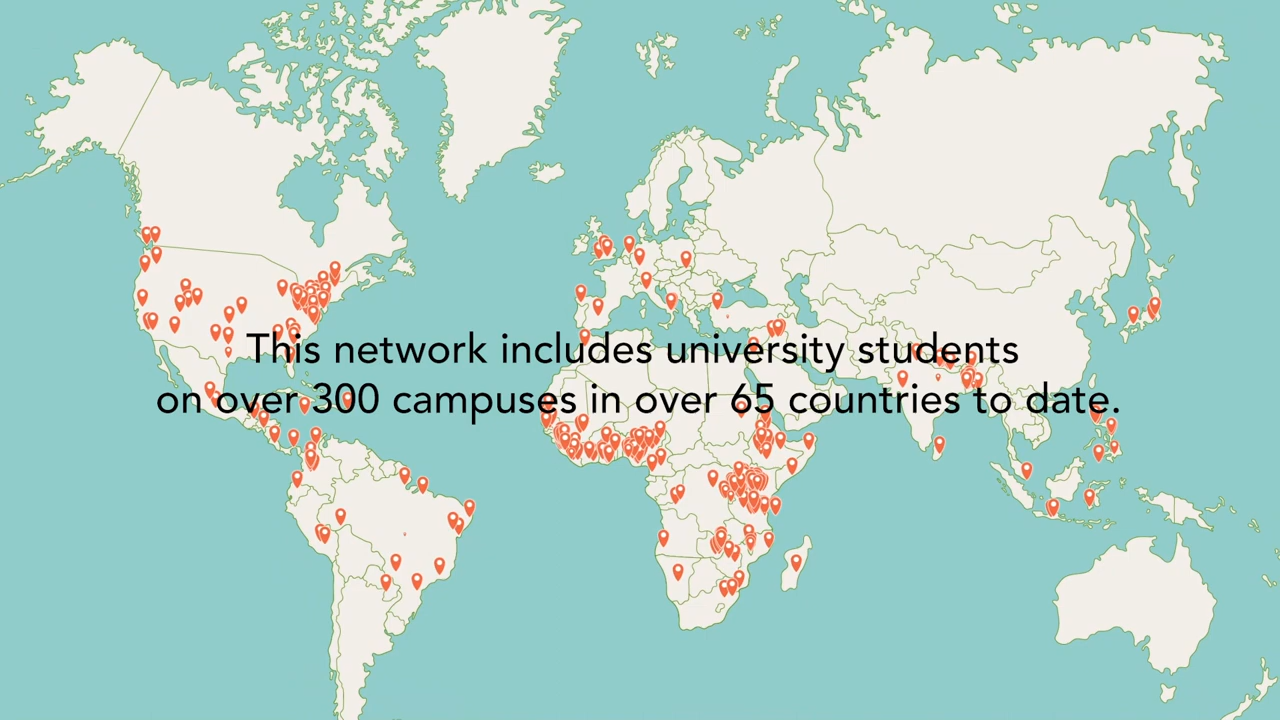 This network includes university students
on over 300 campuses in over 65 countries to date.